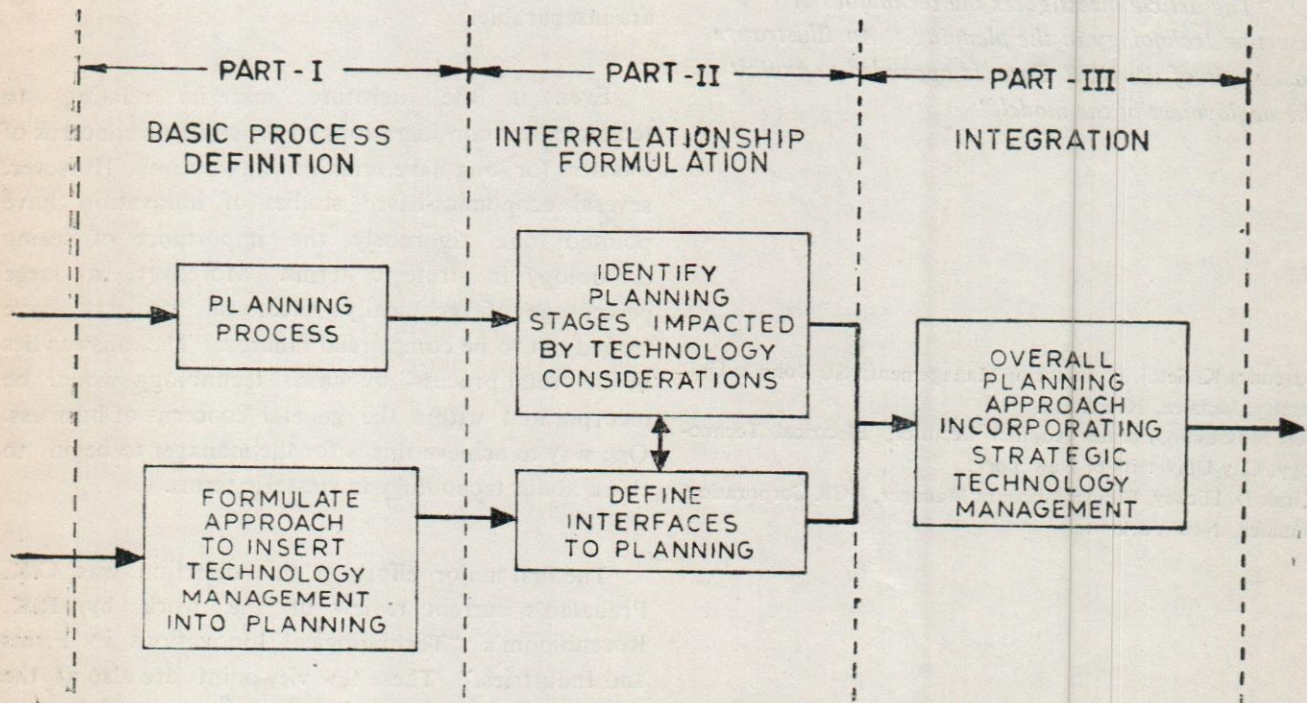 PART-I
PART-II
PART-III
BASIC PROCESS
DEFINITION
INTERRELATIONSHIP
FORMULATION
INTEGRATION
PLANNING
PROCESS
FORMULATE
APPROACH
TO INSERT
TECHNOLOGY
MANAGEMENT
INTO PLANNING
IDENTIFY
PLANNING
STAGES IMPACTED
BY TECHNOLOGY
CONSIDERATIONS
DEFINE
INTERFACES
TO PLANNING
OVERALL
PLANNING
APPROACH
INCORPORATING
STRATEGIC
TECHNOLOGY
MANAGEMENT